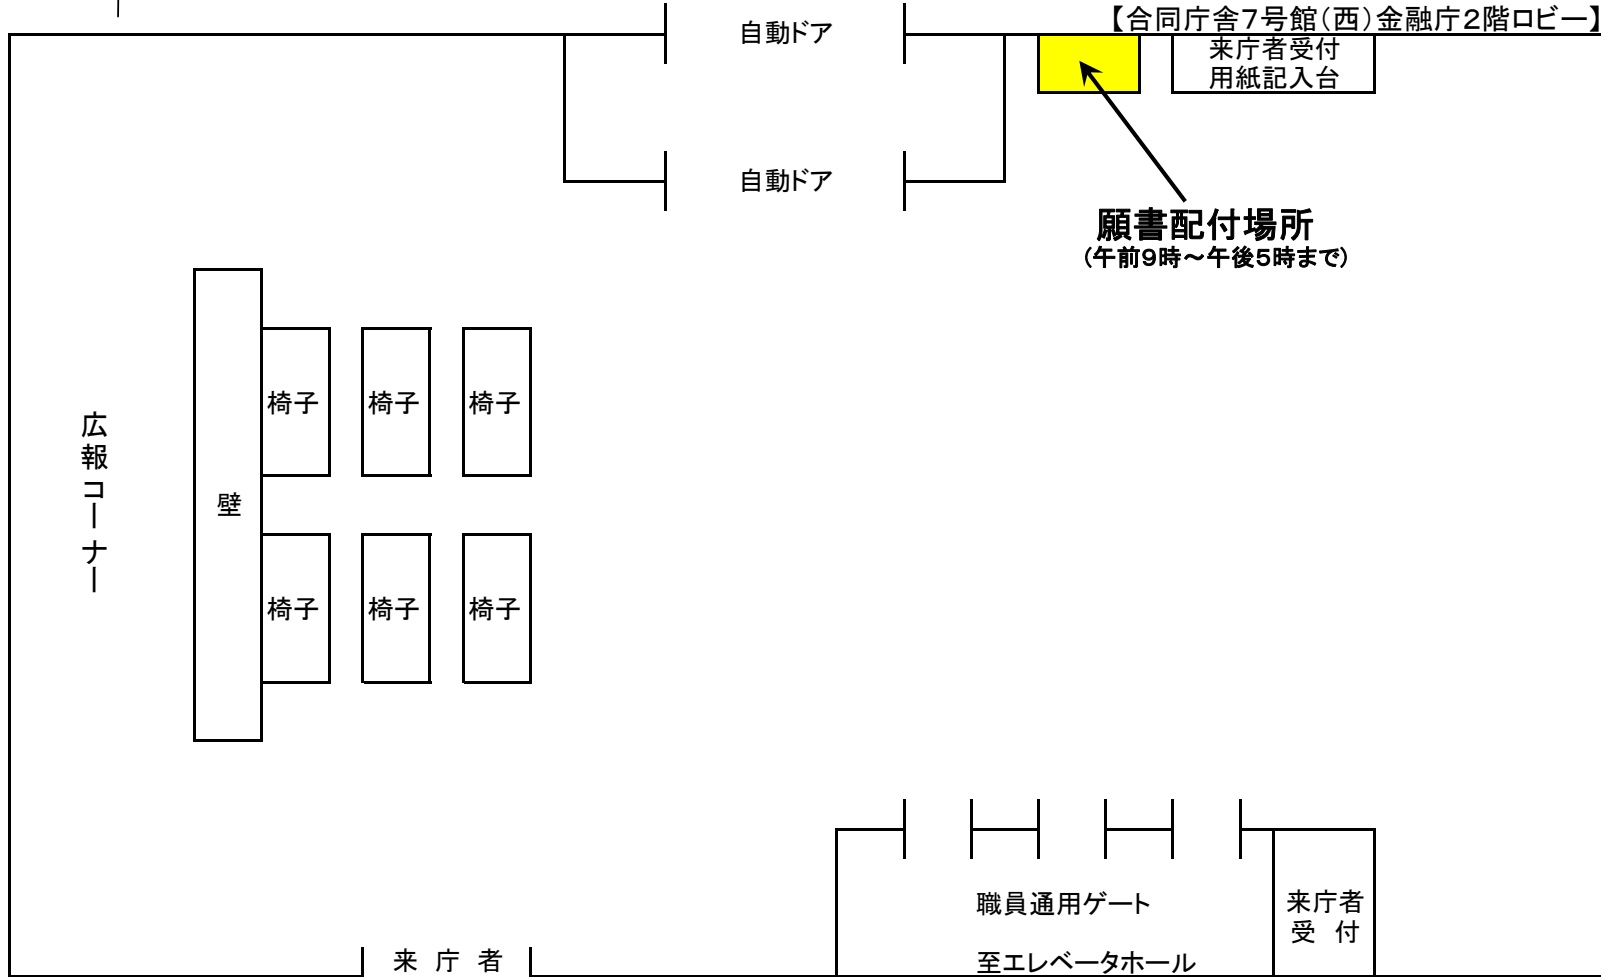 【合同庁舎7号館(西)金融庁2階ロビー】
自動ドア
来庁者受付
用紙記入台
自動ドア
願書配付場所
(午前9時～午後5時まで)
椅子
椅子
椅子
広報コーナー
壁
椅子
椅子
椅子
職員通用ゲート
来庁者
受 付
来 庁 者
至エレベータホール